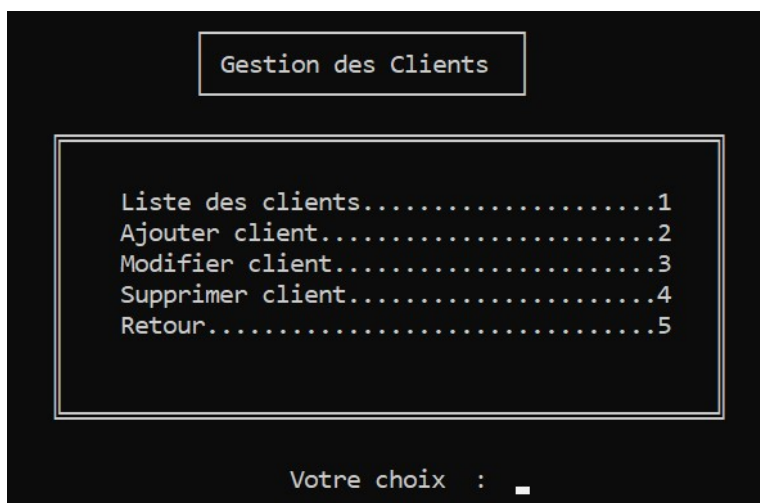 Gestion des Clients
Liste des clients.....................1
Ajouter client........................2
Modifier client.......................3
Supprimer client......................4
Retour................................5
Votre choix :